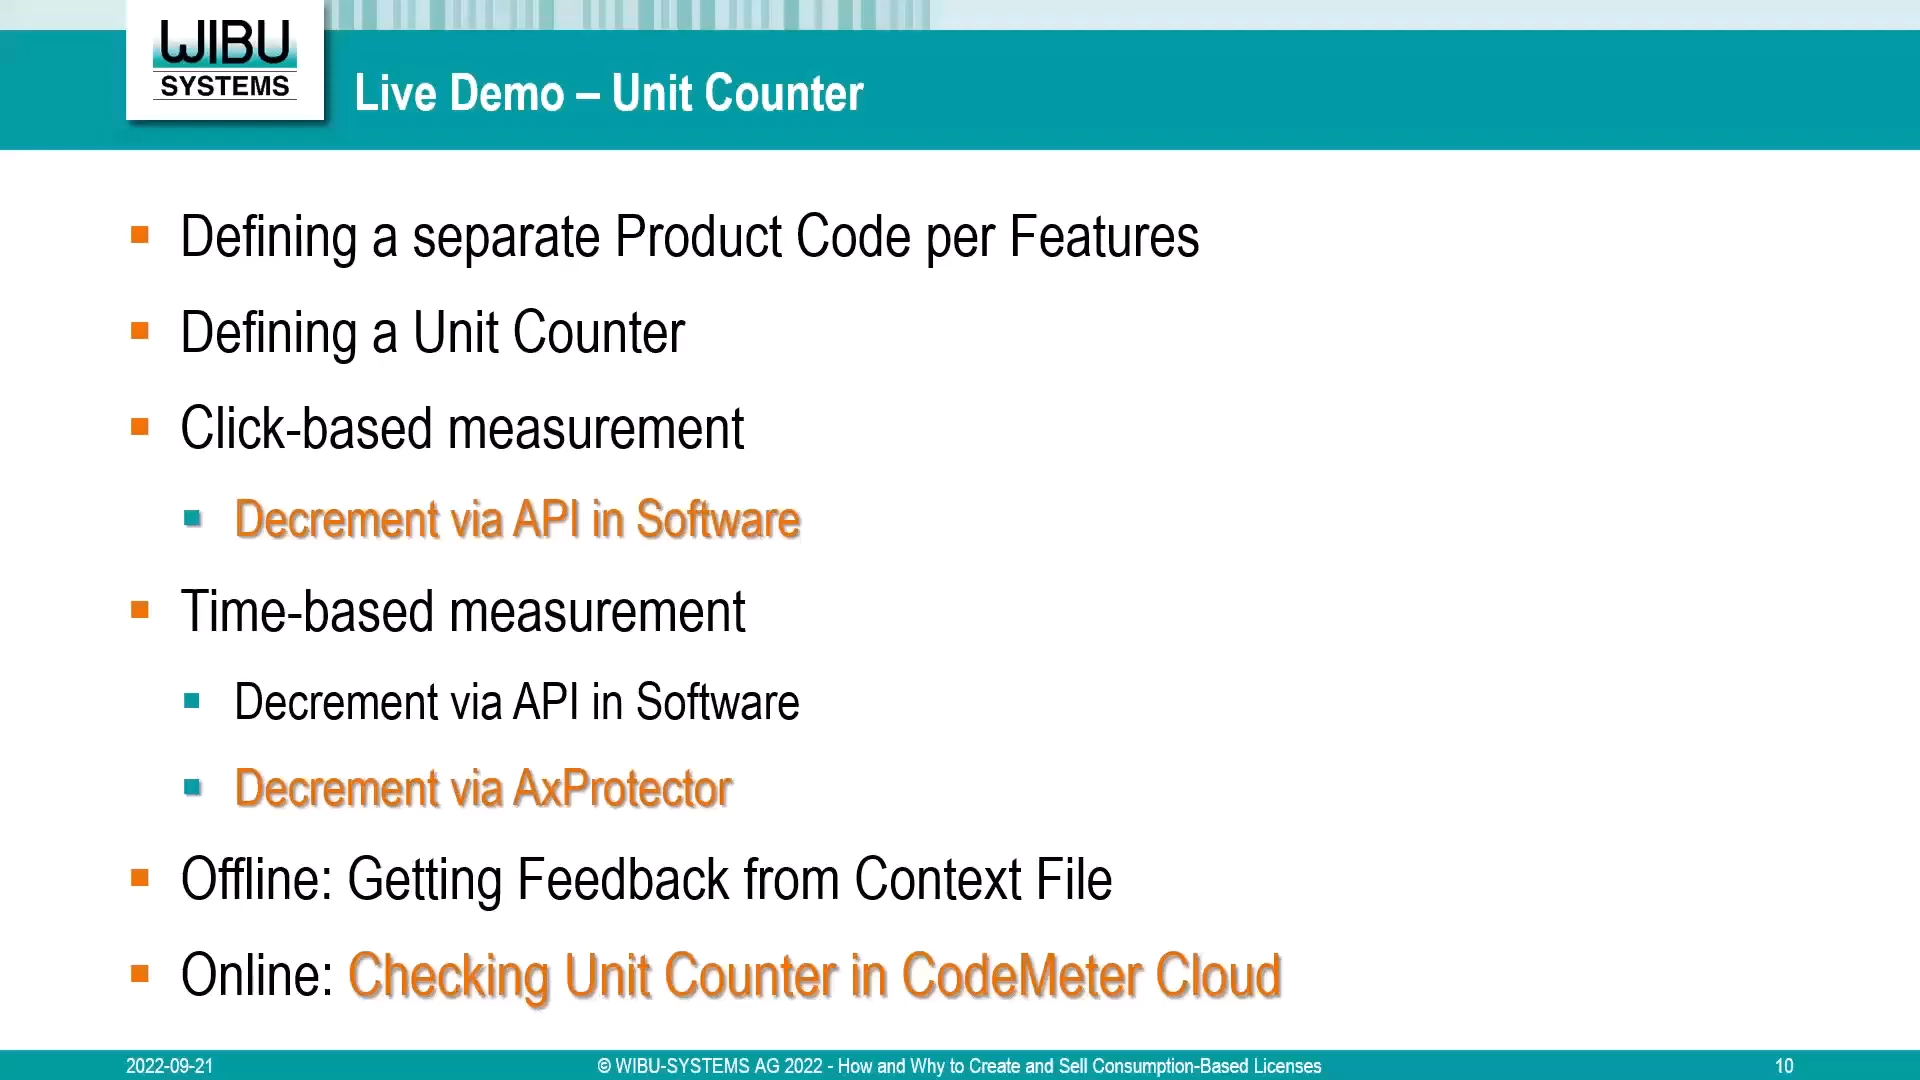 WIBU
SYSTEMS
Live Demo – Unit Counter
Defining a separate Product Code per Features
Defining a Unit Counter
Click-based measurement
Decrement via API in Software
Time-based measurement
Decrement via API in Software
Decrement via AxProtector
Offline: Getting Feedback from Context File
Online: Checking Unit Counter in CodeMeter Cloud
2022-09-21
© WIBU-SYSTEMS AG 2022 - How and Why to Create and Sell Consumption-Based Licenses
10